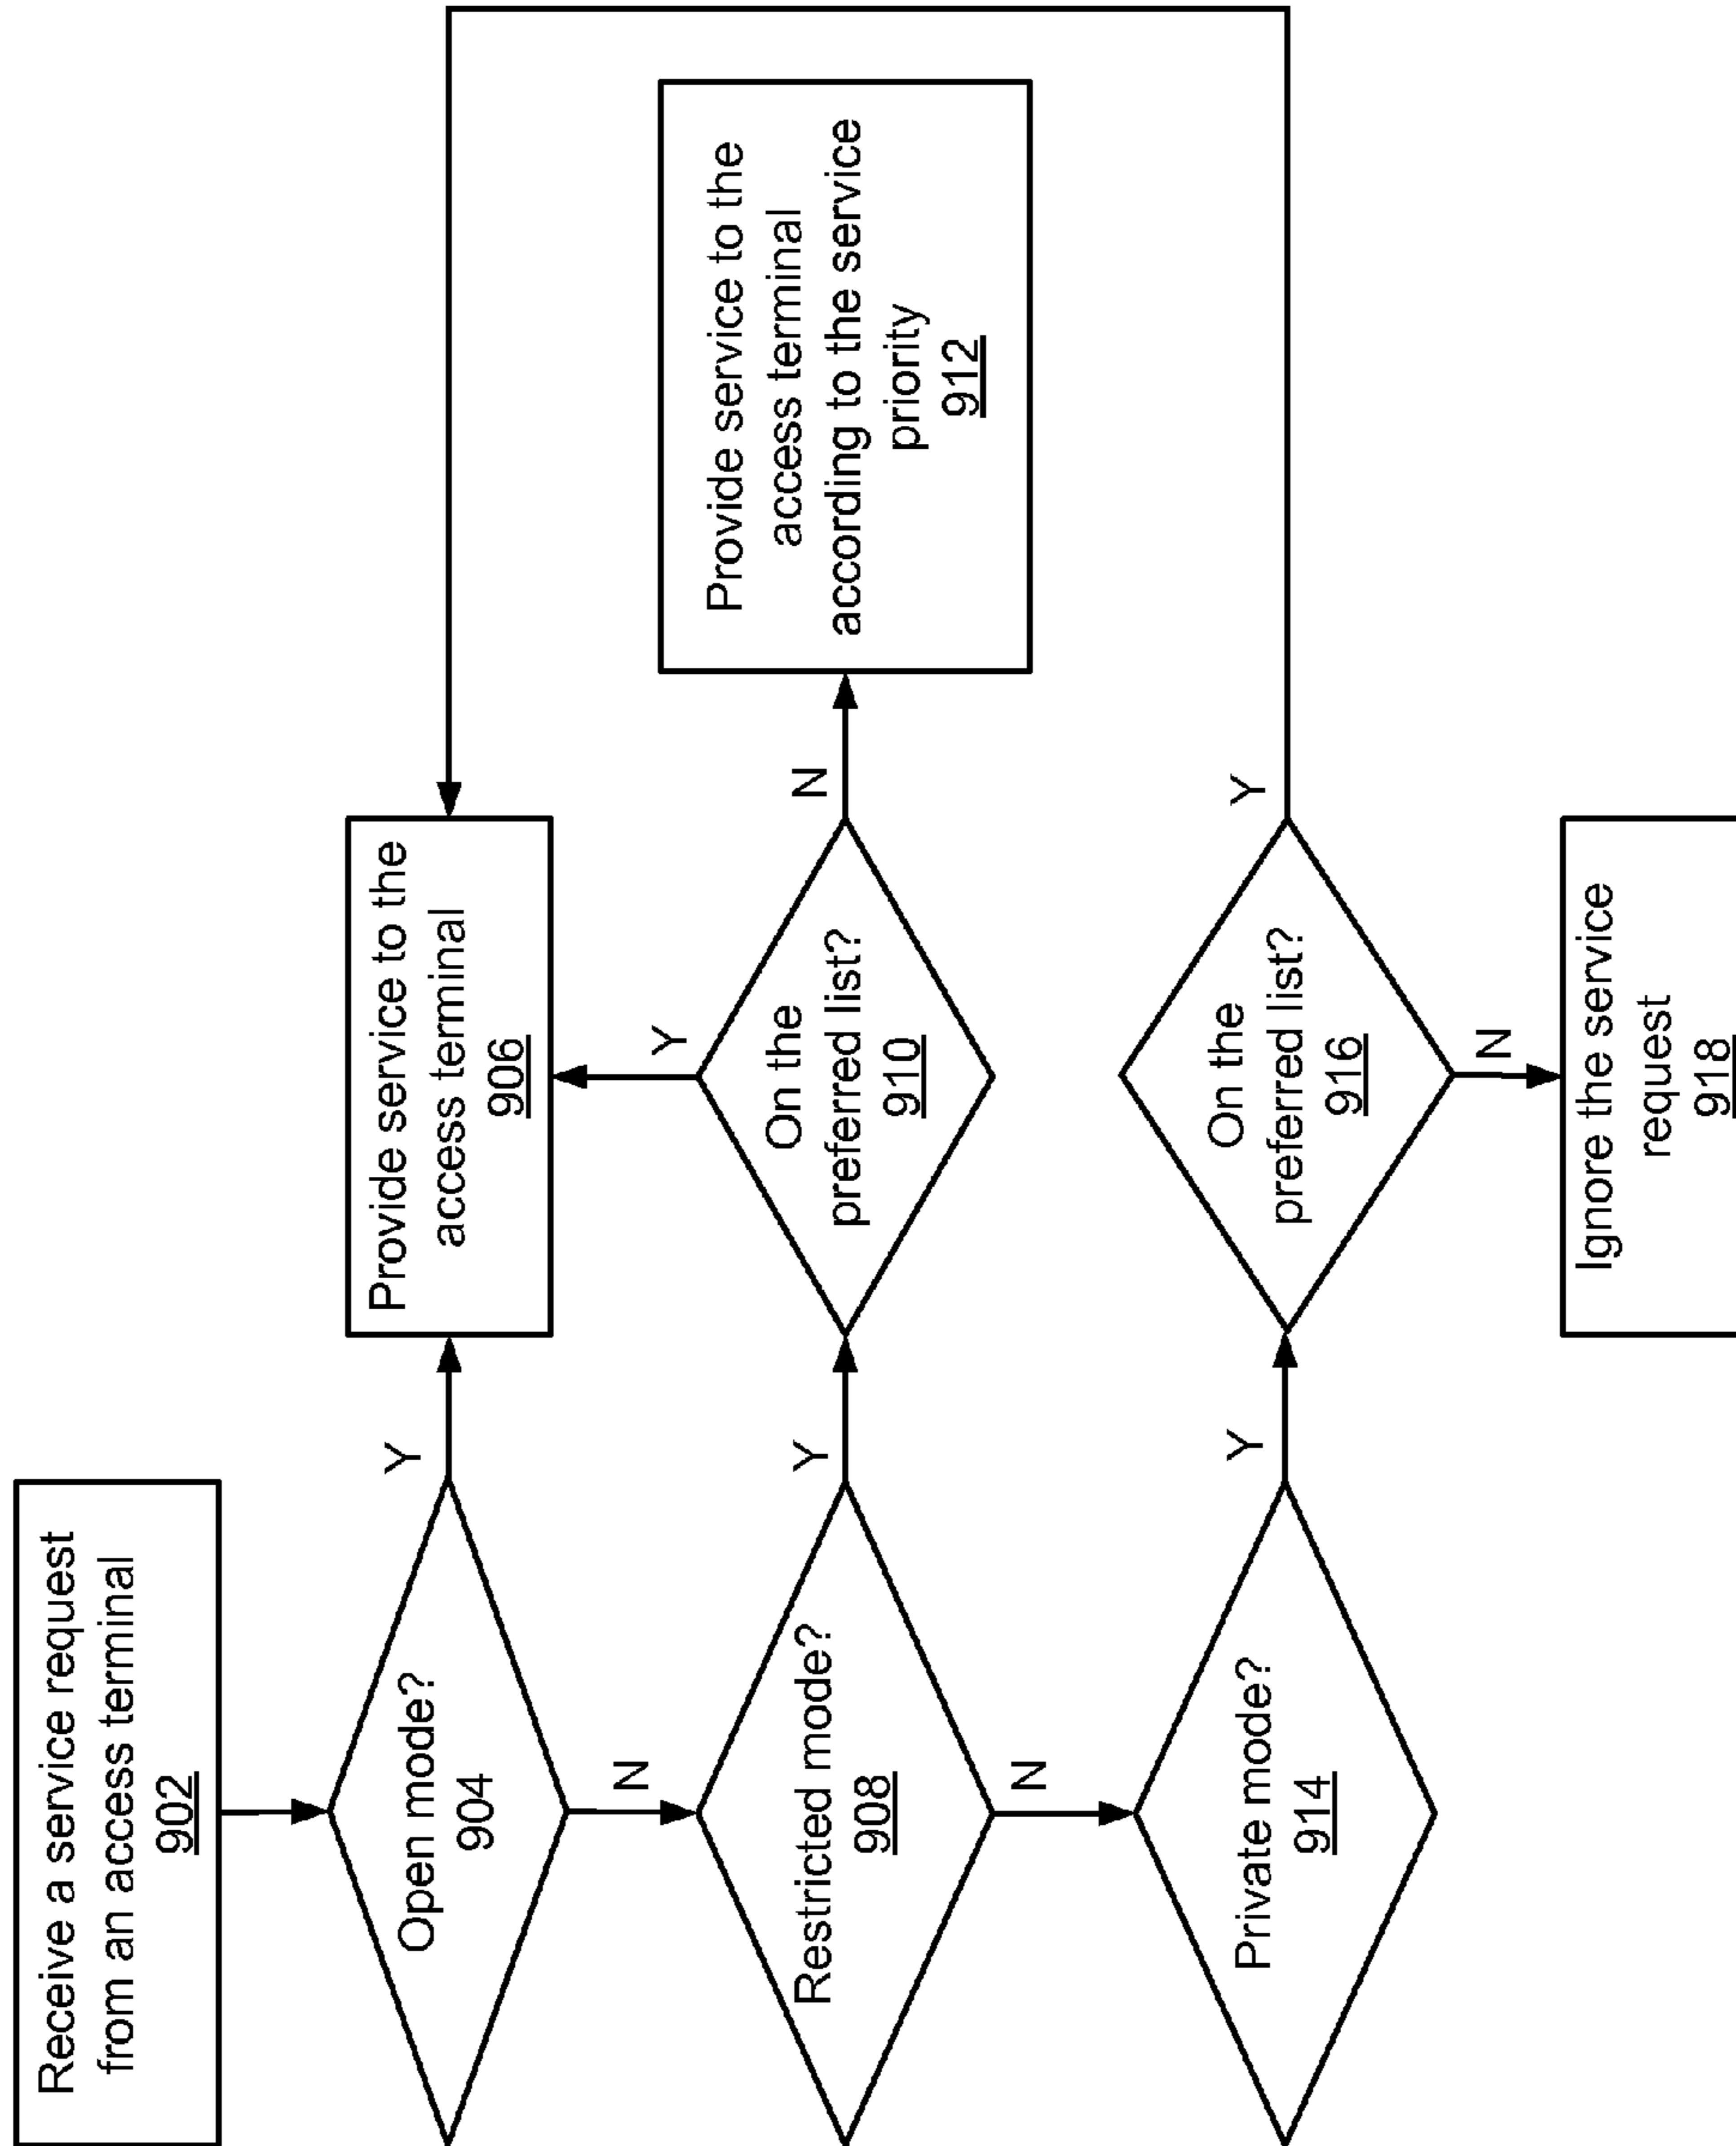 Receive a service request
from an access terminal
902
Open mode?
904
Y
Provide service to the
access terminal
906
N
Y
Restricted mode?
908
Y
On the
preferred list?
910
N
Provide service to the
access terminal
according to the service
priority
912
N
Private mode?
914
Y
On the
preferred list?
916
Y
N
Ignore the service
request
918